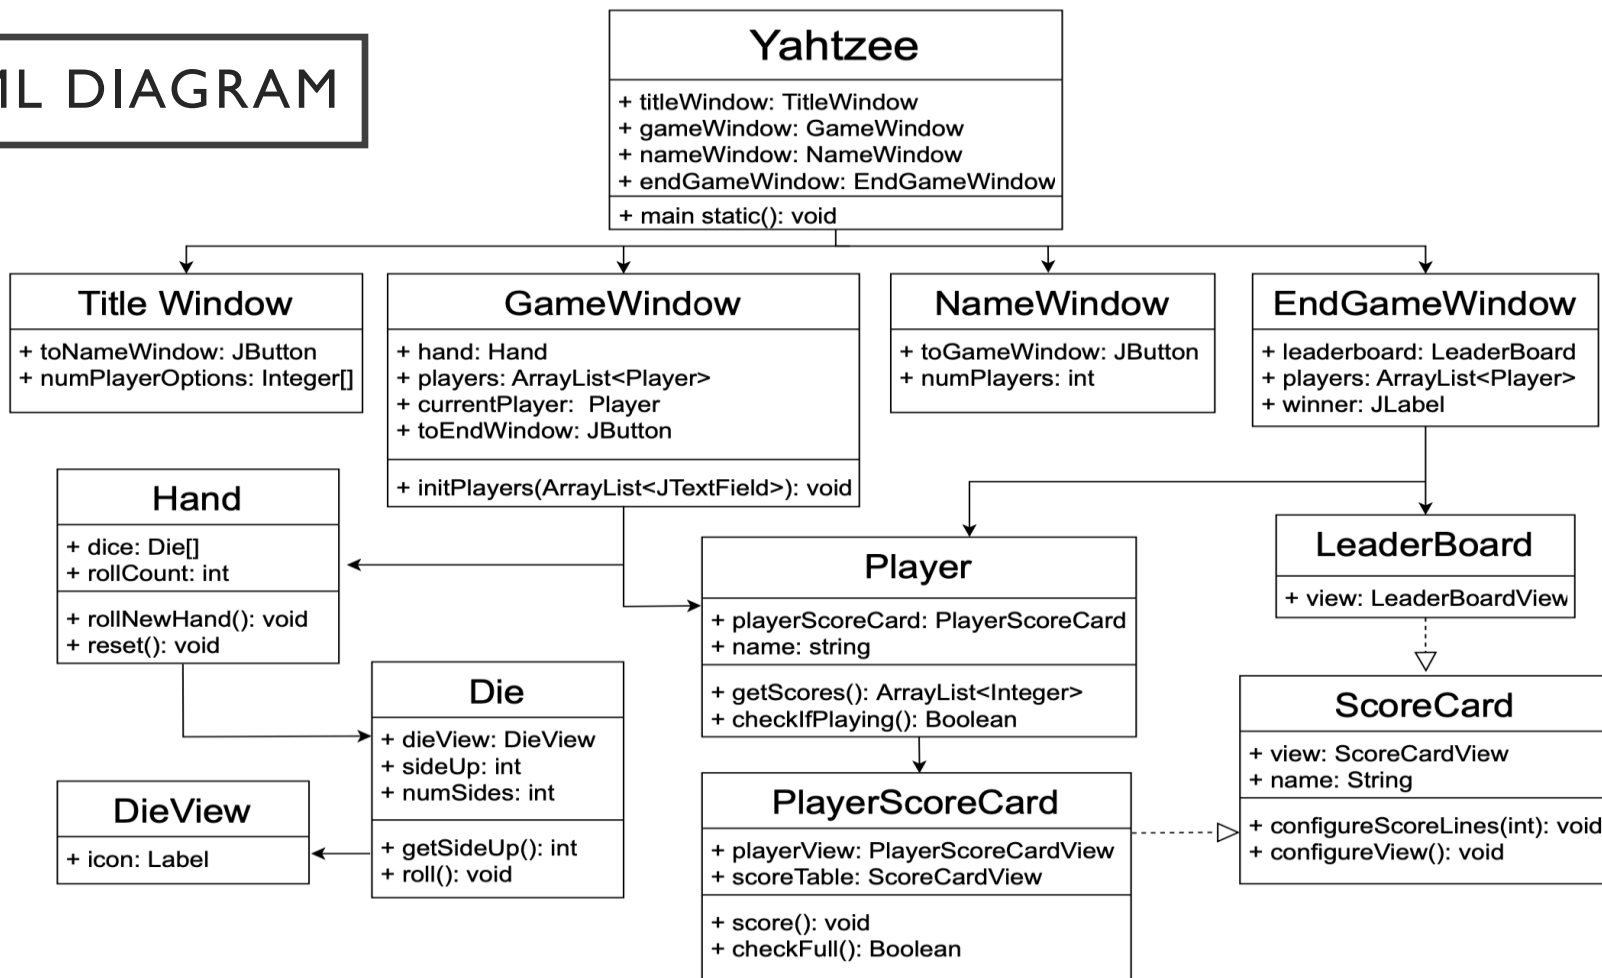 ML DIAGRAM
Yahtzee
+ titleWindow: TitleWindow
+ gameWindow: GameWindow
+ nameWindow: NameWindow
+ endGameWindow: EndGameWindow
+ main static(): void
Title Window
+ toNameWindow: JButton
+ numPlayerOptions: Integer[]
GameWindow
+ hand: Hand
+ players: ArrayList<Player>
+ currentPlayer:  Player
+ toEndWindow: JButton
+ initPlayers(ArrayList<JTextField>): void
NameWindow
+ toGameWindow: JButton
+ numPlayers: int
EndGameWindow
+ leaderboard: LeaderBoard
+ players: ArrayList<Player>
+ winner: JLabel
Hand
+ dice: Die[]
+ rollCount: int
+ rollNewHand(): void
+ reset(): void
Player
+ playerScoreCard: PlayerScoreCard
+ name: string
+ getScores(): ArrayList<Integer>
+ checkIfPlaying(): Boolean
LeaderBoard
+ view: LeaderBoardView
Die
+ dieView: DieView
+ sideUp: int
+ numSides: int
+ getSideUp(): int
+ roll(): void
DieView
+ icon: Label
PlayerScoreCard
+ playerView: PlayerScoreCardView
+ scoreTable: ScoreCardView
+ score(): void
+ checkFull(): Boolean
ScoreCard
+ view: ScoreCardView
+ name: String
+ configureScoreLines(int): void
+ configureView(): void